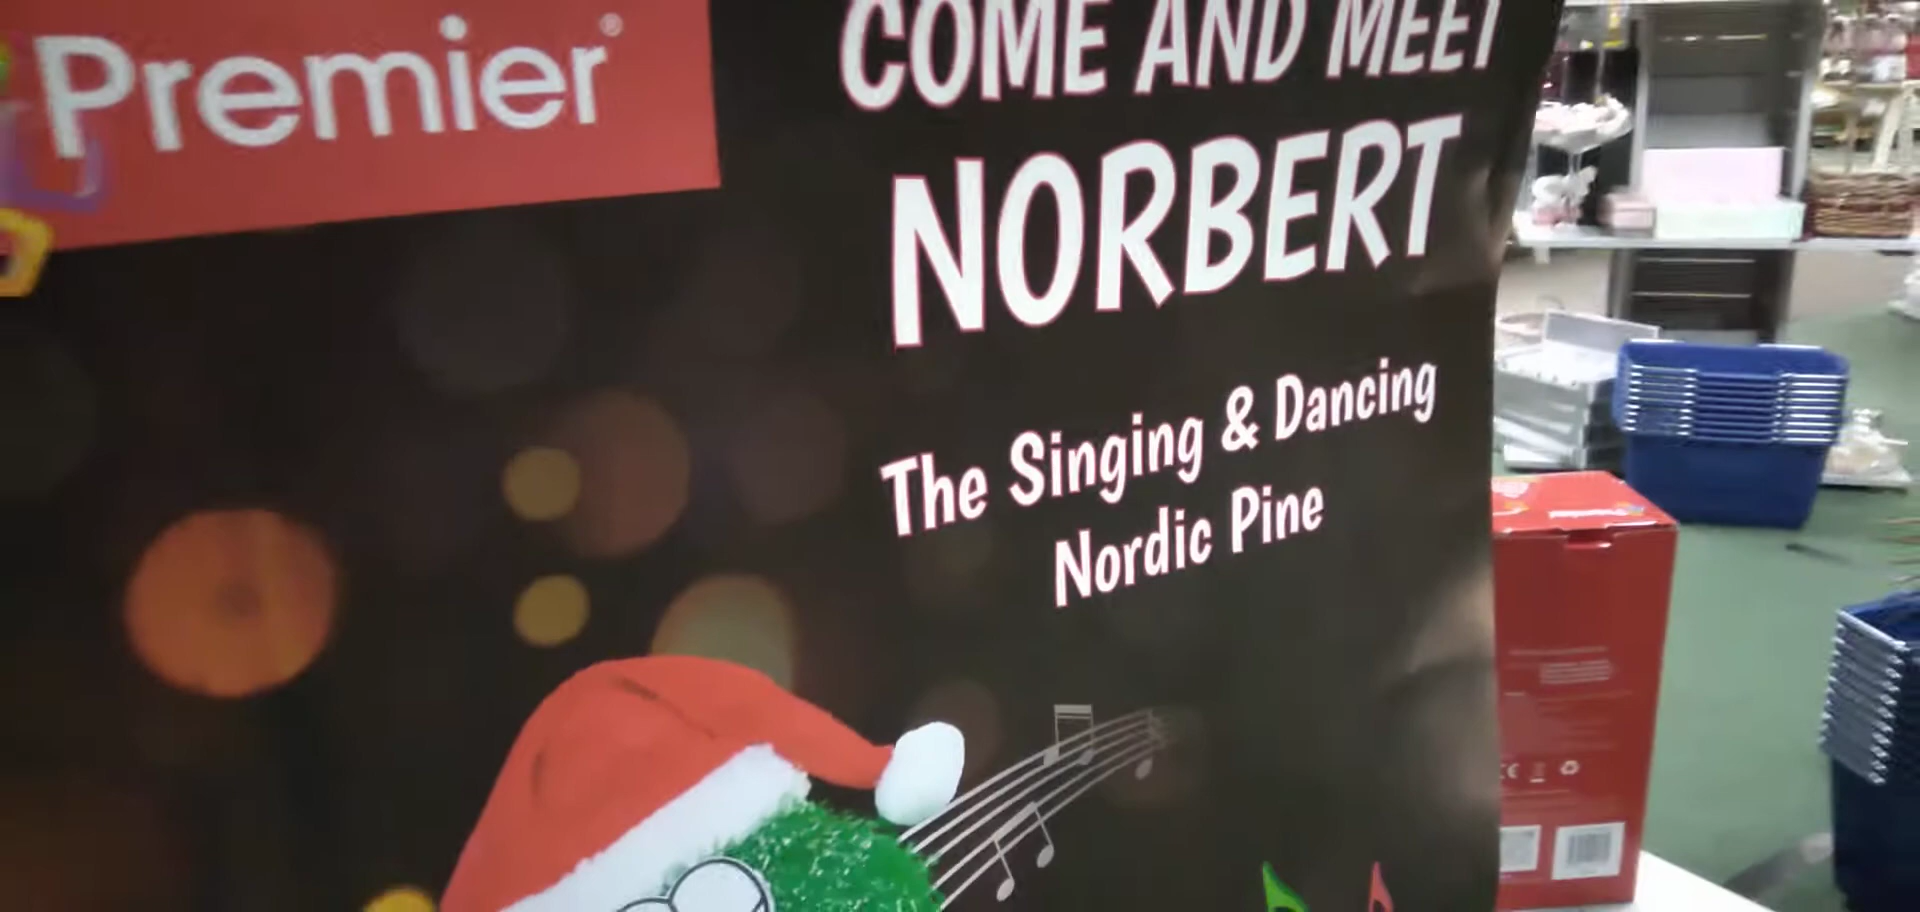 Premier®
COME AND MEET
NORBERT
The Singing & Dancing
Nordic Pine